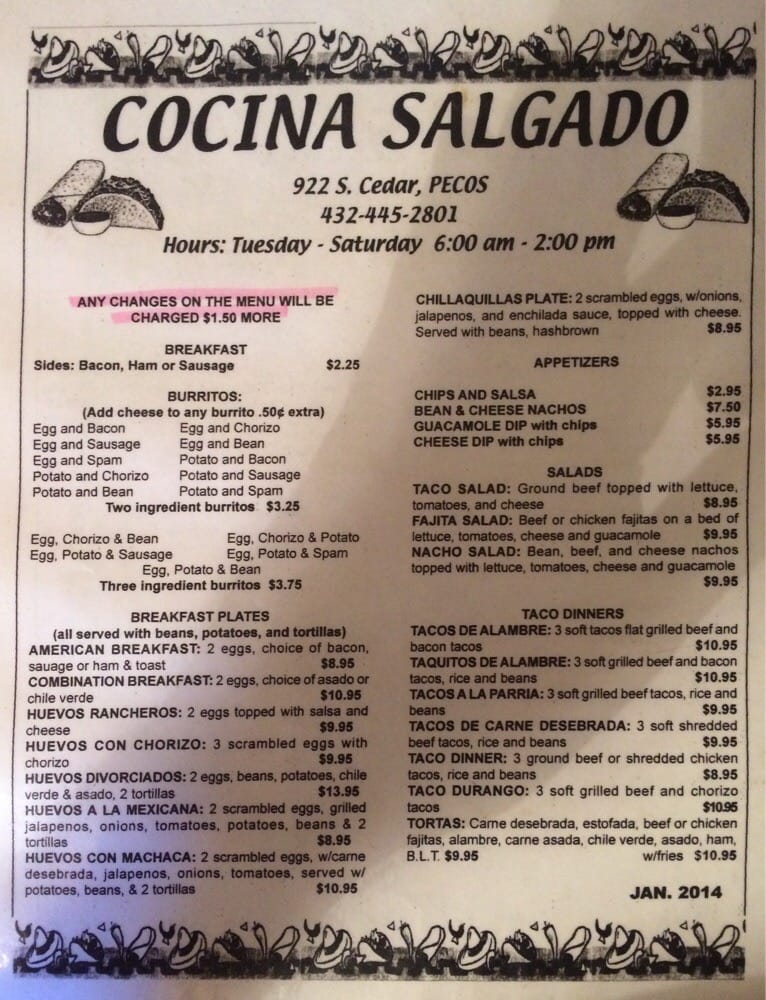 COCINA SALGADO
922 S. Cedar, PECOS
432-445-2801
Hours: Tuesday - Saturday 6:00 am - 2:00 pm
ANY CHANGES ON THE MENU WILL BE
CHARGED $1.50 MORE
BREAKFAST
Sides: Bacon, Ham or Sausage $2.25
BURRITOS:
(Add cheese to any burrito .50¢ extra)
Egg and Bacon Egg and Chorizo
Egg and Sausage Egg and Bean
Egg and Spam Potato and Bacon
Potato and Chorizo Potato and Sausage
Potato and Bean Potato and Spam
Two ingredient burritos $3.25
Egg, Chorizo & Bean Egg, Chorizo & Potato
Egg, Potato & Sausage Egg, Potato & Spam
Egg, Potato & Bean
Three ingredient burritos $3.75
BREAKFAST PLATES
(all served with beans, potatoes, and tortillas)
AMERICAN BREAKFAST: 2 eggs, choice of bacon,
sauage or ham & toast $8.95
COMBINATION BREAKFAST: 2 eggs, choice of asado or
chile verde $10.95
HUEVOS RANCHEROS: 2 eggs topped with salsa and
cheese $9.95
HUEVOS CON CHORIZO: 3 scrambled eggs with
chorizo $9.95
HUEVOS DIVORCIADOS: 2 eggs, beans, potatoes, chile
verde & asado, 2 tortillas $13.95
HUEVOS A LA MEXICANA: 2 scrambled eggs, grilled
jalapenos, onions, tomatoes, potatoes, beans & 2
tortillas $8.95
HUEVOS CON MACHACA: 2 scrambled eggs, w/carne
desebrada, jalapenos, onions, tomatoes, served w/
potatoes, beans, & 2 tortillas $10.95
CHILLAQUILLAS PLATE: 2 scrambled eggs, w/onions,
jalapenos, and enchilada sauce, topped with cheese.
Served with beans, hashbrown $8.95
APPETIZERS
CHIPS AND SALSA $2.95
BEAN & CHEESE NACHOS $7.50
GUACAMOLE DIP with chips $5.95
CHEESE DIP with chips $5.95
SALADS
TACO SALAD: Ground beef topped with lettuce,
tomatoes, and cheese $8.95
FAJITA SALAD: Beef or chicken fajitas on a bed of
lettuce, tomatoes, cheese and guacamole $9.95
NACHO SALAD: Bean, beef, and cheese nachos
topped with lettuce, tomatoes, cheese and guacamole
$9.95
TACO DINNERS
TACOS DE ALAMBRE: 3 soft tacos flat grilled beef and
bacon tacos $10.95
TAQUITOS DE ALAMBRE: 3 soft grilled beef and bacon
tacos, rice and beans $10.95
TACOS A LA PARRIA: 3 soft grilled beef tacos, rice and
beans $9.95
TACOS DE CARNE DESEBRADA: 3 soft shredded
beef tacos, rice and beans $9.95
TACO DINNER: 3 ground beef or shredded chicken
tacos, rice and beans $8.95
TACO DURANGO: 3 soft grilled beef and chorizo
tacos $10.95
TORTAS: Carne desebrada, estofada, beef or chicken
fajitas, alambre, carne asada, chile verde, asado, ham,
B.L.T. $9.95 w/fries $10.95
JAN. 2014